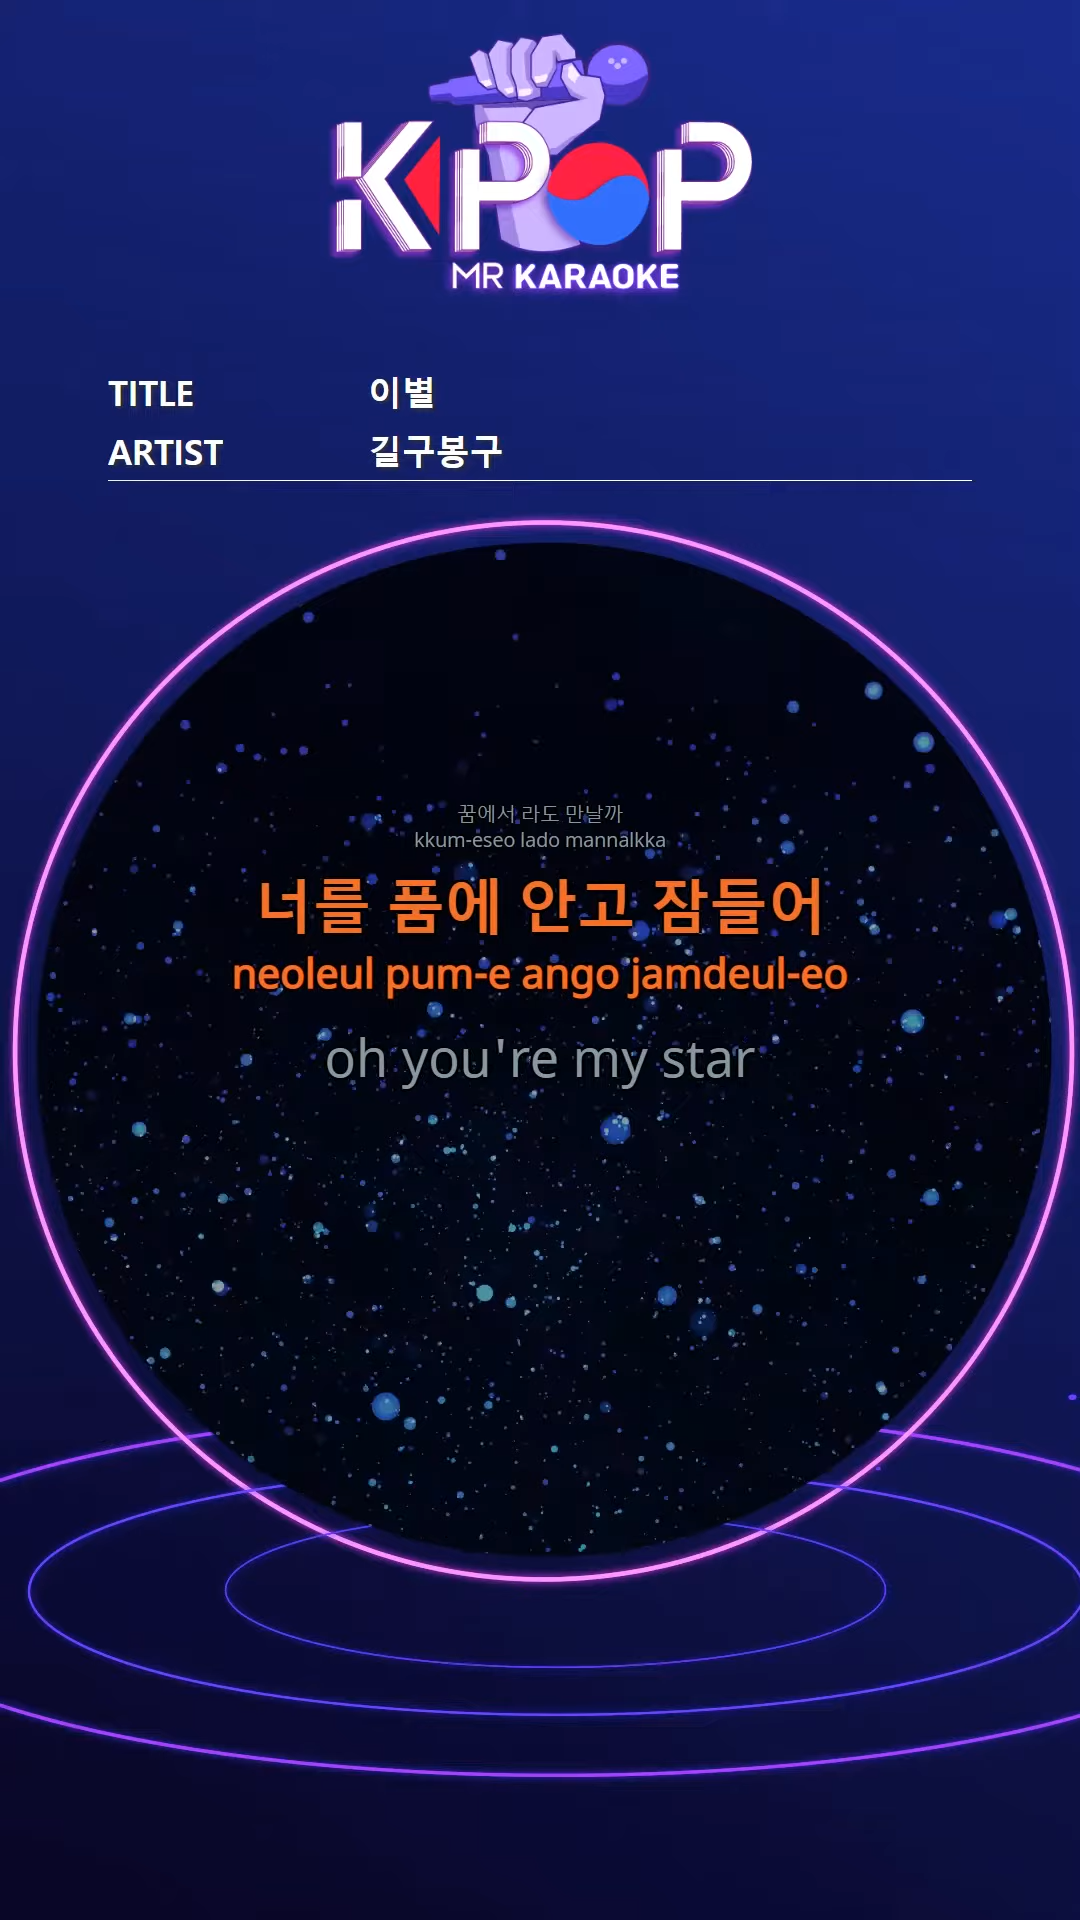 KPOP
MR KARAOKE
TITLE 이별
ARTIST 길구봉구
꿈에서 라도 만날까
kkum-eseo lado mannalkka
너를 품에 안고 잠들어
neoleul pum-e ango jamdeul-eo
oh you're my star